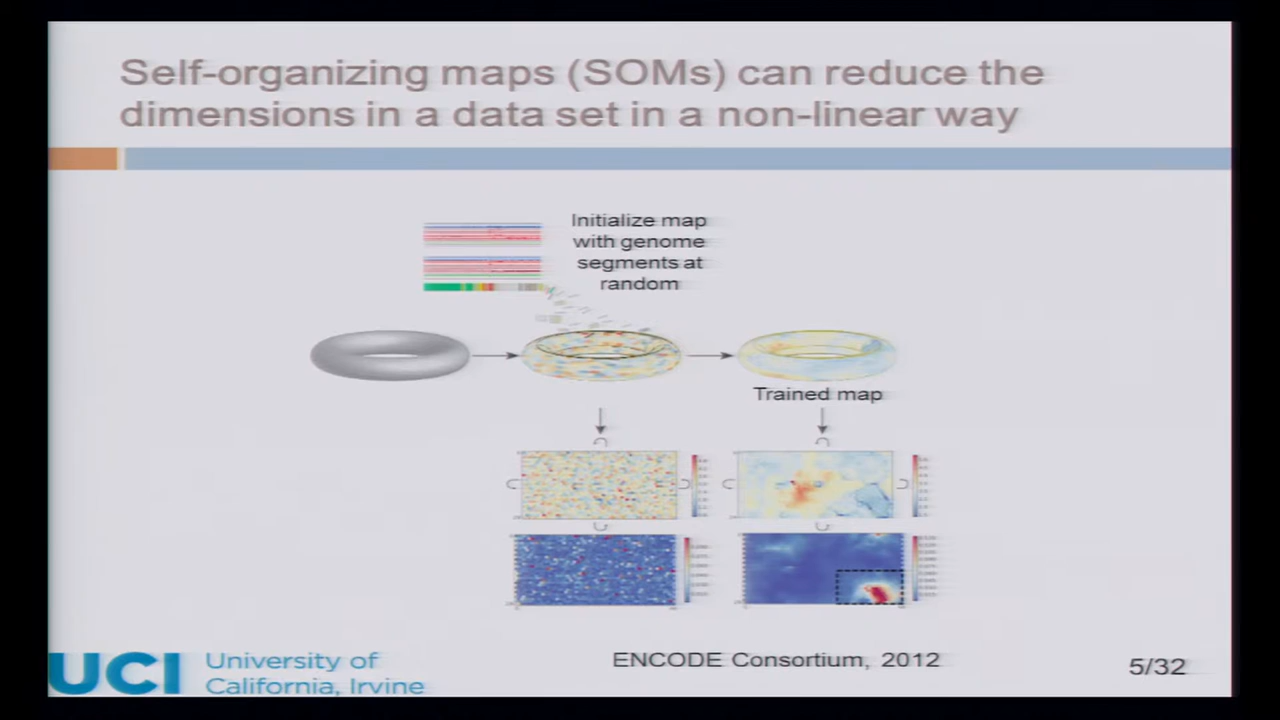 Self-organizing maps (SOMs) can reduce the
dimensions in a data set in a non-linear way
Initialize map
with genome
segments at
random
Trained map
UCI
University of
California, Irvine
ENCODE Consortium, 2012
5/32